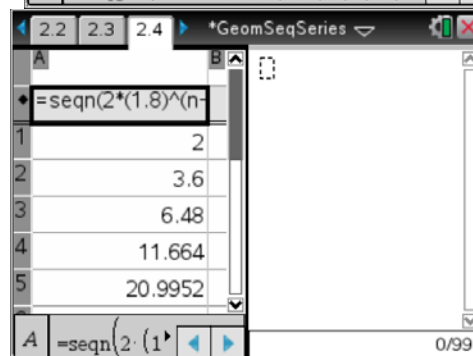 2.2 2.3 2.4 *GeomSeqSeries
A B
=seqn(2*(1.8)^(n-
1 2
2 3.6
3 6.48
4 11.664
5 20.9952
A =seqn(2·(1
0/99